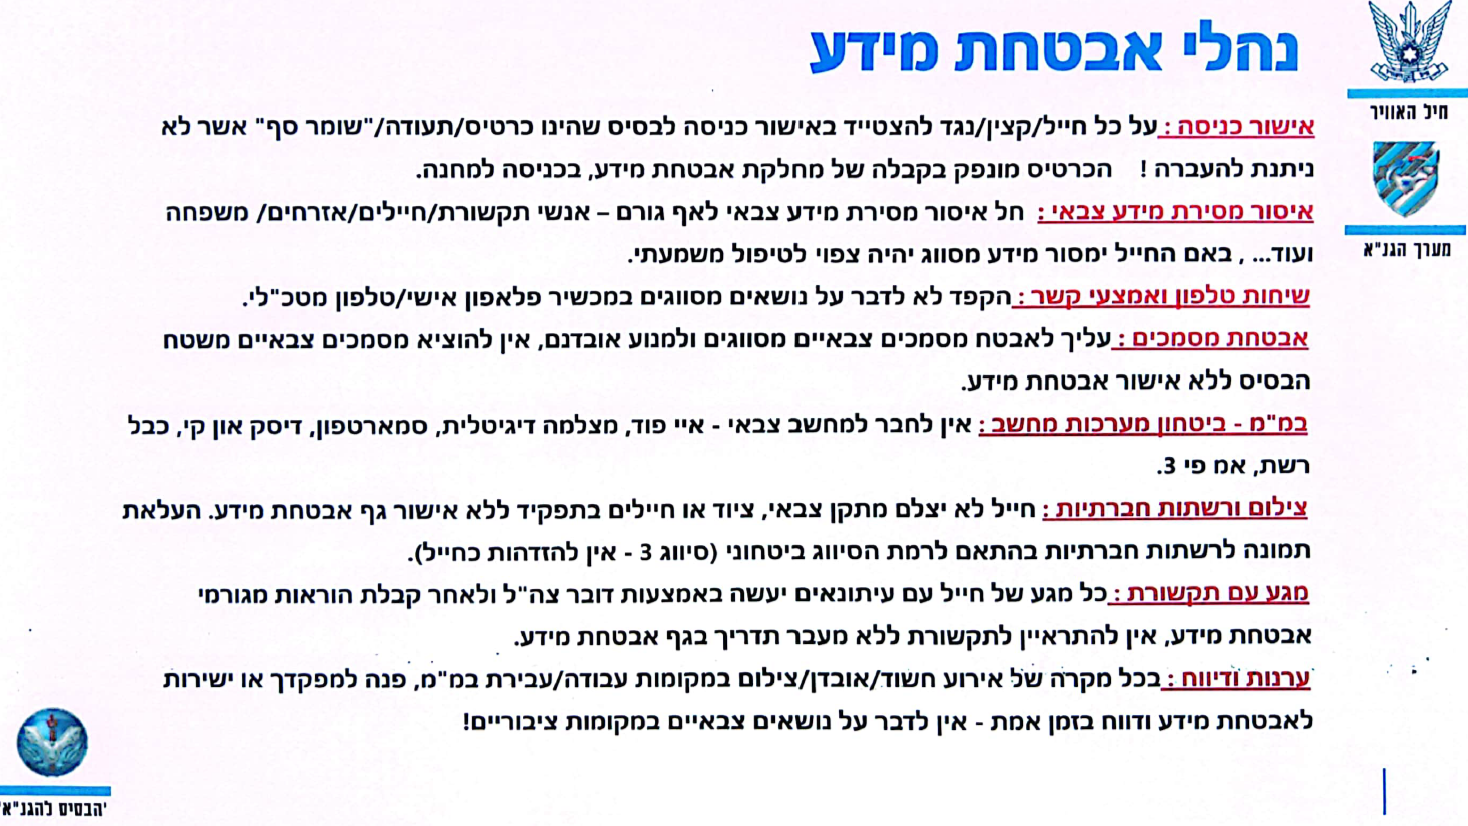 נהלי אבטחת מידע
חיל האוויר
מערך הגנ"א
אישור כניסה : על כל חייל/קצין/נגד להצטייד באישור כניסה לבסיס שהינו כרטיס/תעודה/"שומר סף" אשר לא
ניתנת להעברה ! הכרטיס מונפק בקבלה של מחלקת אבטחת מידע, בכניסה למחנה.
איסור מסירת מידע צבאי : חל איסור מסירת מידע צבאי לאף גורם – אנשי תקשורת/חיילים/אזרחים/ משפחה
ועוד... , באם החייל ימסור מידע מסווג יהיה צפוי לטיפול משמעתי.
שיחות טלפון ואמצעי קשר : הקפד לא לדבר על נושאים מסווגים במכשיר פלאפון אישי/טלפון מטכ"לי.
אבטחת מסמכים : עליך לאבטח מסמכים צבאיים מסווגים ולמנוע אובדנם, אין להוציא מסמכים צבאיים משטח
הבסיס ללא אישור אבטחת מידע.
במ"מ - ביטחון מערכות מחשב : אין לחבר למחשב צבאי - איי פוד, מצלמה דיגיטלית, סמארטפון, דיסק און קי, כבל
רשת, אמ פי 3.
צילום ורשתות חברתיות : חייל לא יצלם מתקן צבאי, ציוד או חיילים בתפקיד ללא אישור גף אבטחת מידע. העלאת
תמונה לרשתות חברתיות בהתאם לרמת הסיווג ביטחוני (סיווג 3 - אין להזדהות כחייל).
מגע עם תקשורת : כל מגע של חייל עם עיתונאים יעשה באמצעות דובר צה"ל ולאחר קבלת הוראות מגורמי
אבטחת מידע, אין להתראיין לתקשורת ללא מעבר תדריך בגף אבטחת מידע.
ערנות ודיווח : בכל מקרה של אירוע חשוד/אובדן/צילום במקומות עבודה/עבירת במ"מ, פנה למפקדך או ישירות
לאבטחת מידע ודווח בזמן אמת - אין לדבר על נושאים צבאיים במקומות ציבוריים!
'הבסיס להגנ"א'